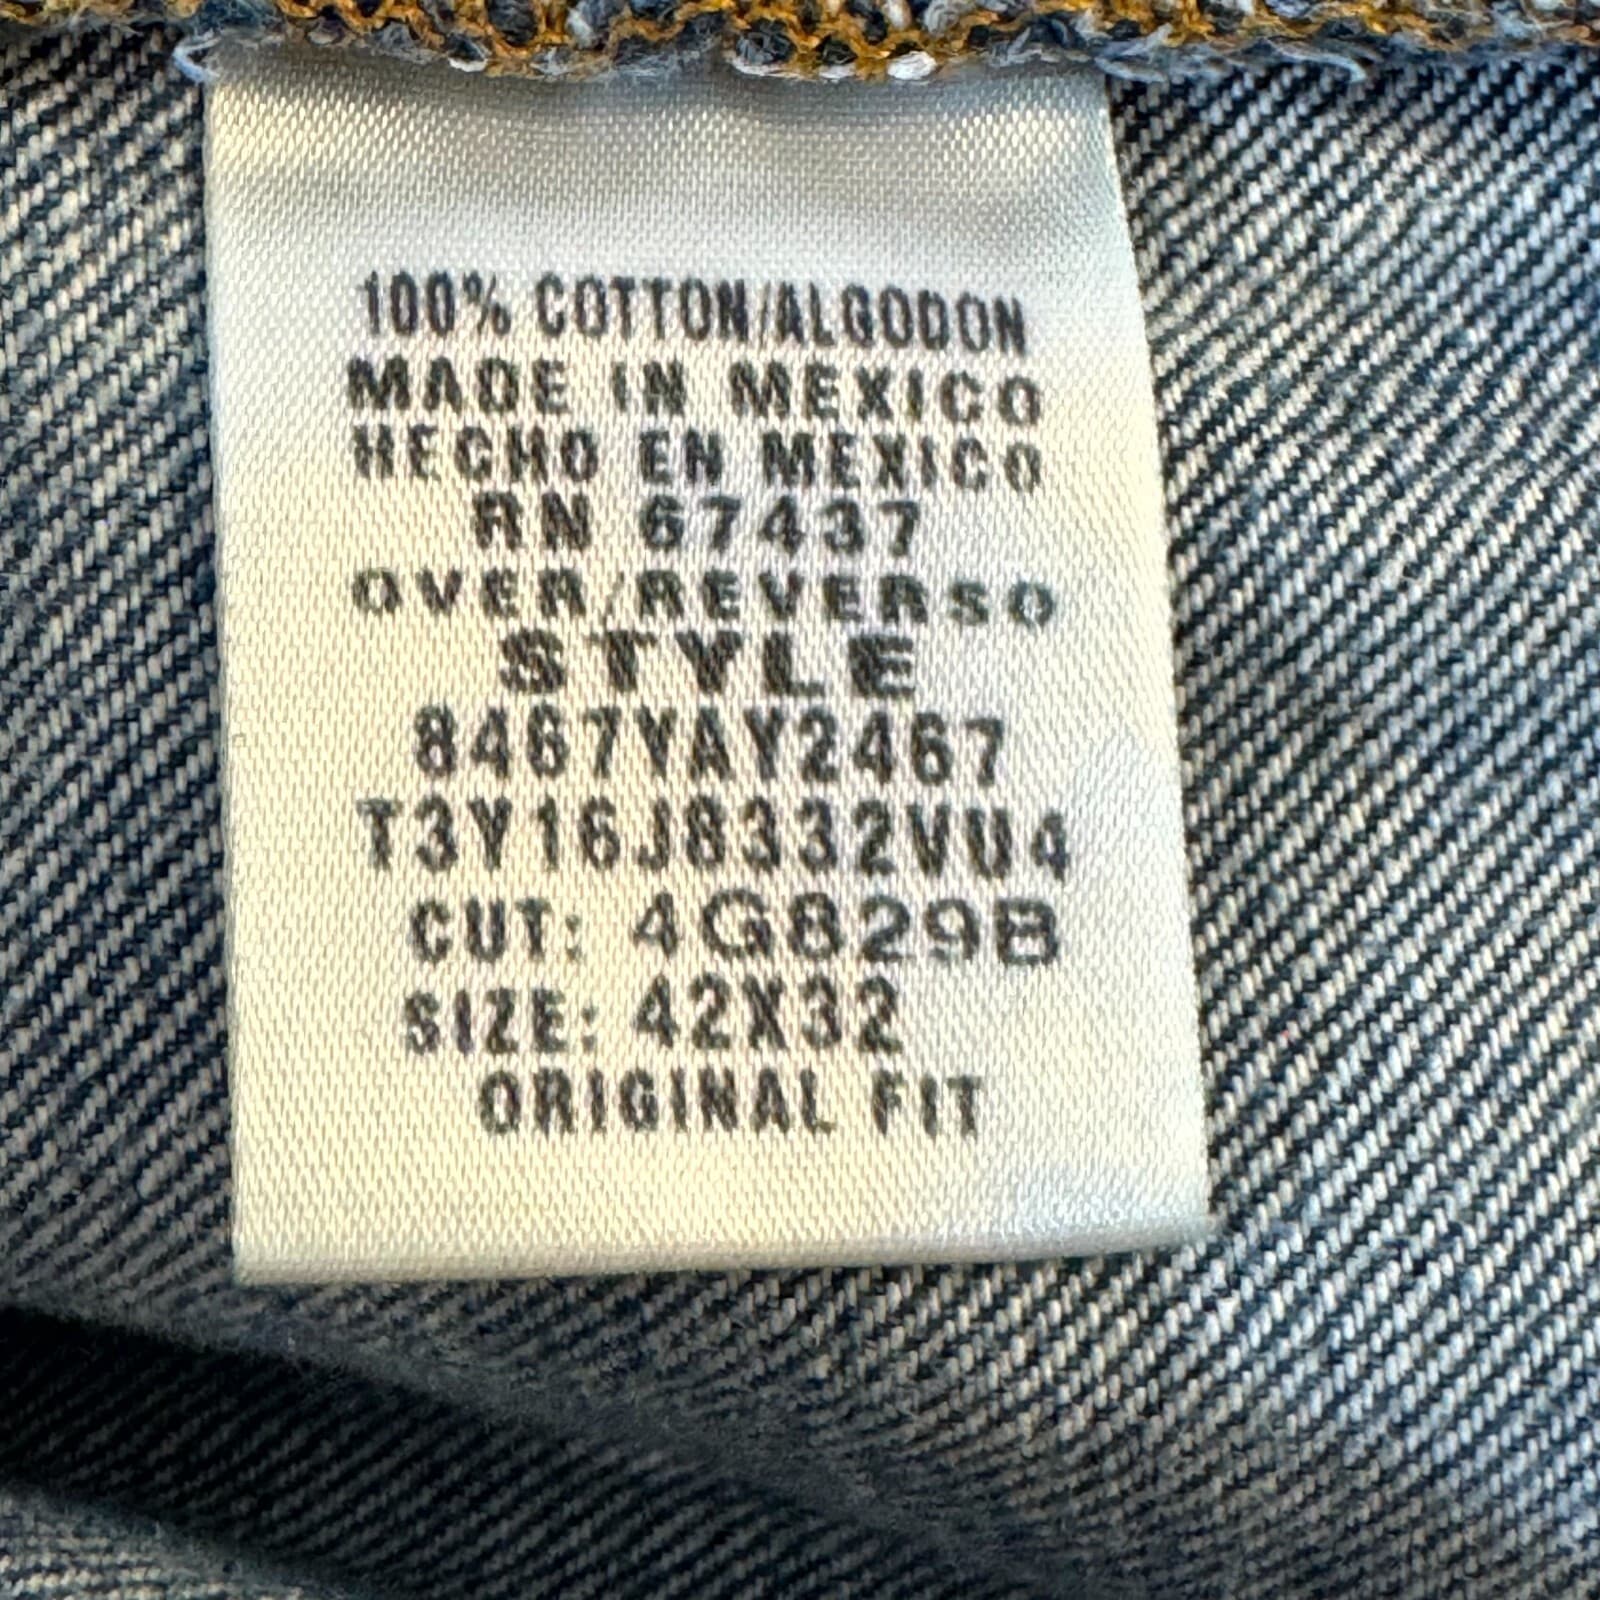 100% COTTON/ALGODON
MADE IN MEXICO
HECHO EN MEXICO
RN 67437
OVER/REVERSO
STYLE
8467YAY2467
T3Y16J8332VU4
CUT: 4G829B
SIZE: 42X32
ORIGINAL FIT